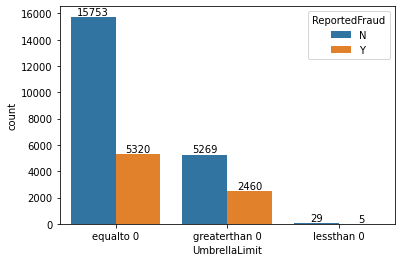 16000
14000
12000
10000
8000
6000
4000
2000
0
count
15753
5320
5269
2460
29
5
ReportedFraud
N
Y
equalto 0
greaterthan 0
lessthan 0
UmbrellaLimit